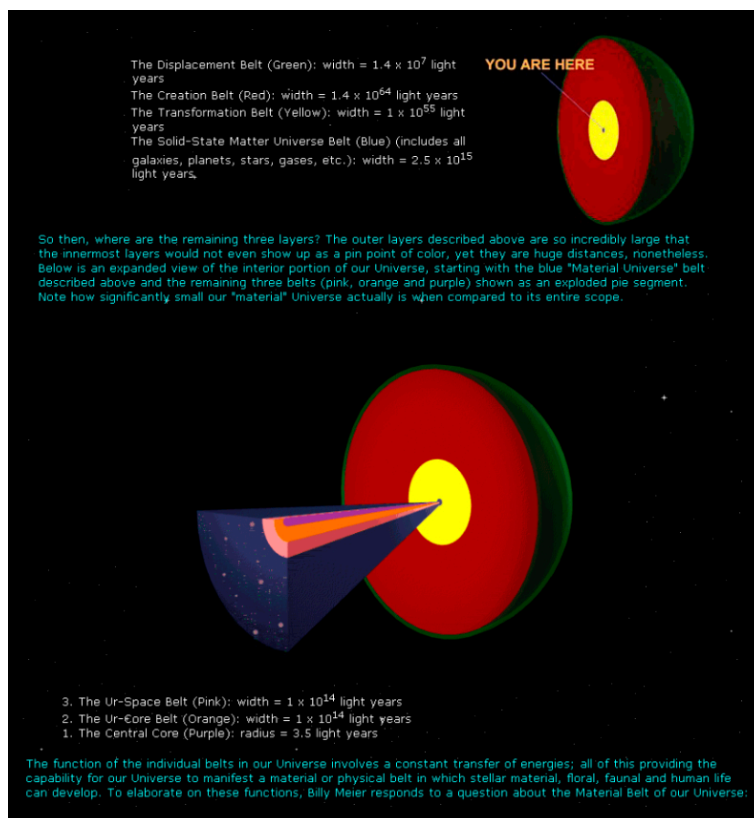 The Displacement Belt (Green): width = 1.4 x 10⁷ light
years
The Creation Belt (Red): width = 1.4 x 10⁶⁴ light years
The Transformation Belt (Yellow): width = 1 x 10⁵⁵ light
years
The Solid-State Matter Universe Belt (Blue) (includes all
galaxies, planets, stars, gases, etc.): width = 2.5 x 10¹⁵
light years.
YOU ARE HERE
So then, where are the remaining three layers? The outer layers described above are so incredibly large that
the innermost layers would not even show up as a pin point of color, yet they are huge distances, nonetheless.
Below is an expanded view of the interior portion of our Universe, starting with the blue "Material Universe" belt
described above and the remaining three belts (pink, orange and purple) shown as an exploded pie segment.
Note how significantly small our "material" Universe actually is when compared to its entire scope.
3. The Ur-Space Belt (Pink): width = 1 x 10¹⁴ light years
2. The Ur-Core Belt (Orange): width = 1 x 10¹⁴ light years
1. The Central Core (Purple): radius = 3.5 light years
The function of the individual belts in our Universe involves a constant transfer of energies; all of this providing the
capability for our Universe to manifest a material or physical belt in which stellar material, floral, faunal and human life
can develop. To elaborate on these functions, Billy Meier responds to a question about the Material Belt of our Universe: